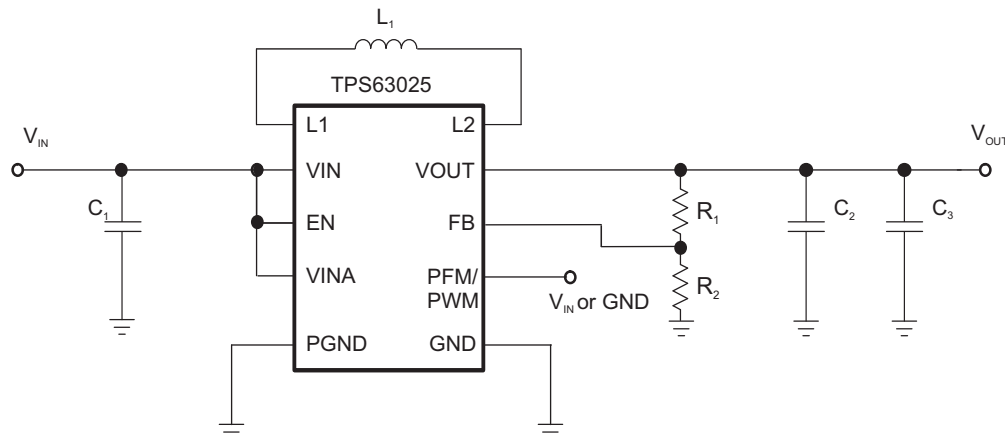 L1
TPS63025
L1 L2
VIN VOUT
VIN VOUT
C1 R1 C2 C3
EN FB
VINA PFM/
PWM
VIN or GND
R2
PGND GND